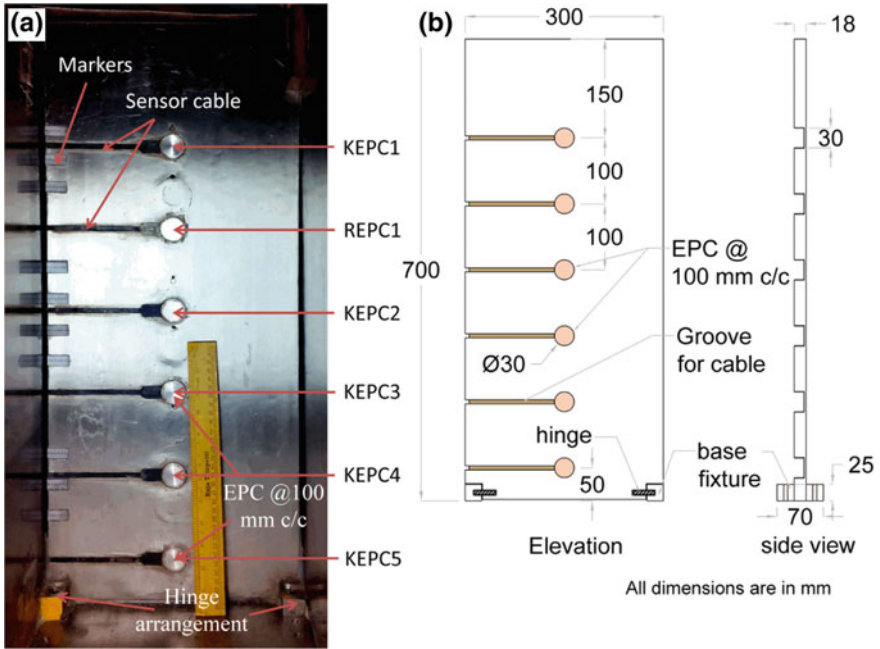 (a)
Markers
Sensor cable
KEPC1
REPC1
KEPC2
KEPC3
KEPC4
EPC @100
mm c/c
KEPC5
Hinge
arrangement
(b)
300
18
150
30
100
100
700
EPC @
100 mm c/c
Ø30
Groove
for cable
hinge
base
fixture
25
50
70
Elevation
side view
All dimensions are in mm